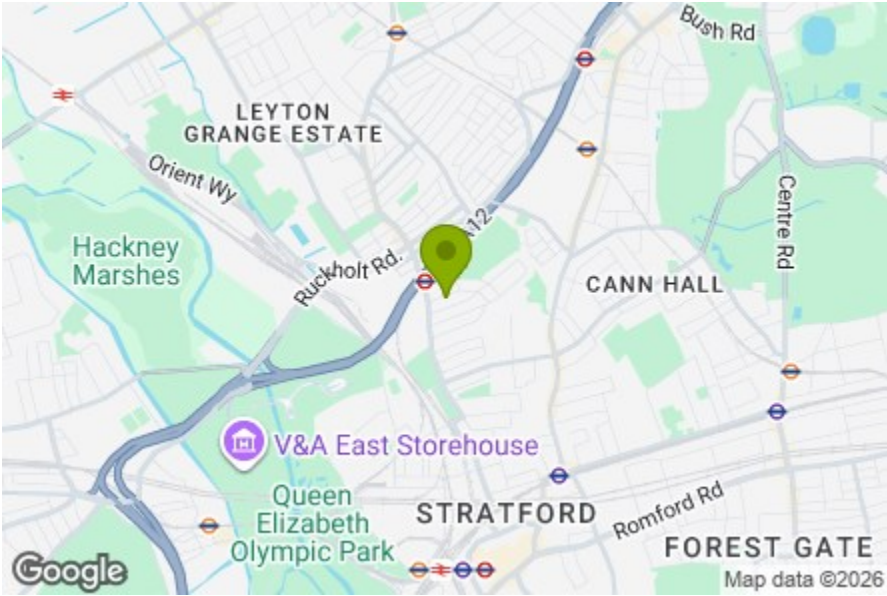 Bush Rd
LEYTON
GRANGE ESTATE
Orient Wy
Centre Rd
A12
Hackney
Marshes
Ruckholt Rd.
CANN HALL
V&A East Storehouse
Queen
Elizabeth
Olympic Park
STRATFORD
Romford Rd
FOREST GATE
Google
Map data ©2026